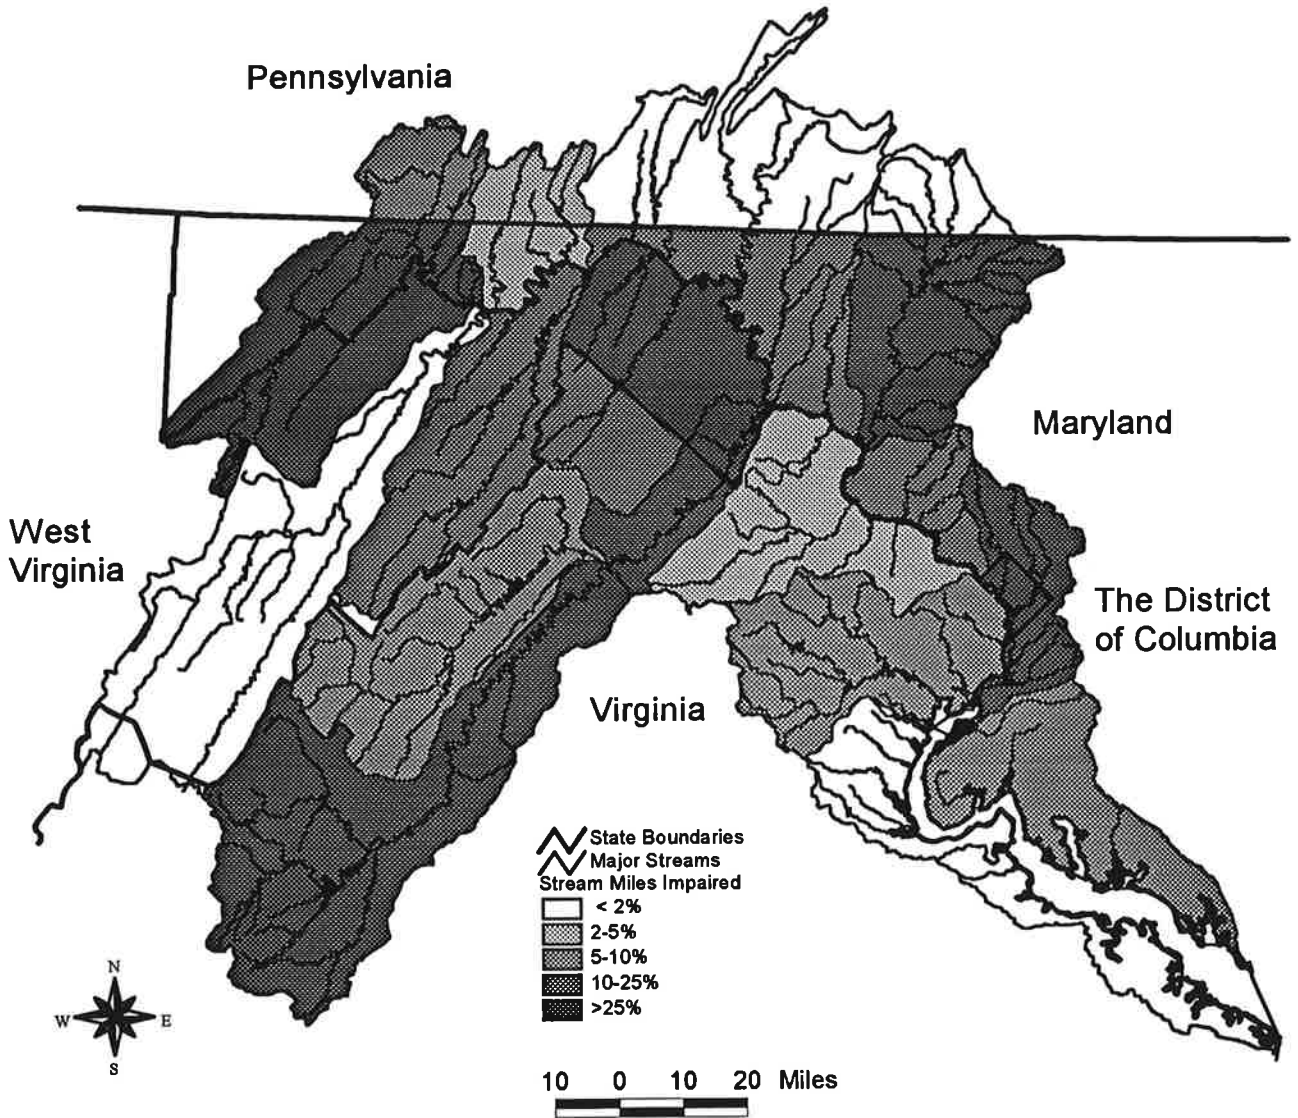 Pennsylvania
Maryland
West
Virginia
The District
of Columbia
Virginia
State Boundaries
Major Streams
Stream Miles Impaired
< 2%
2-5%
5-10%
10-25%
>25%
N
W E
S
10 0 10 20 Miles